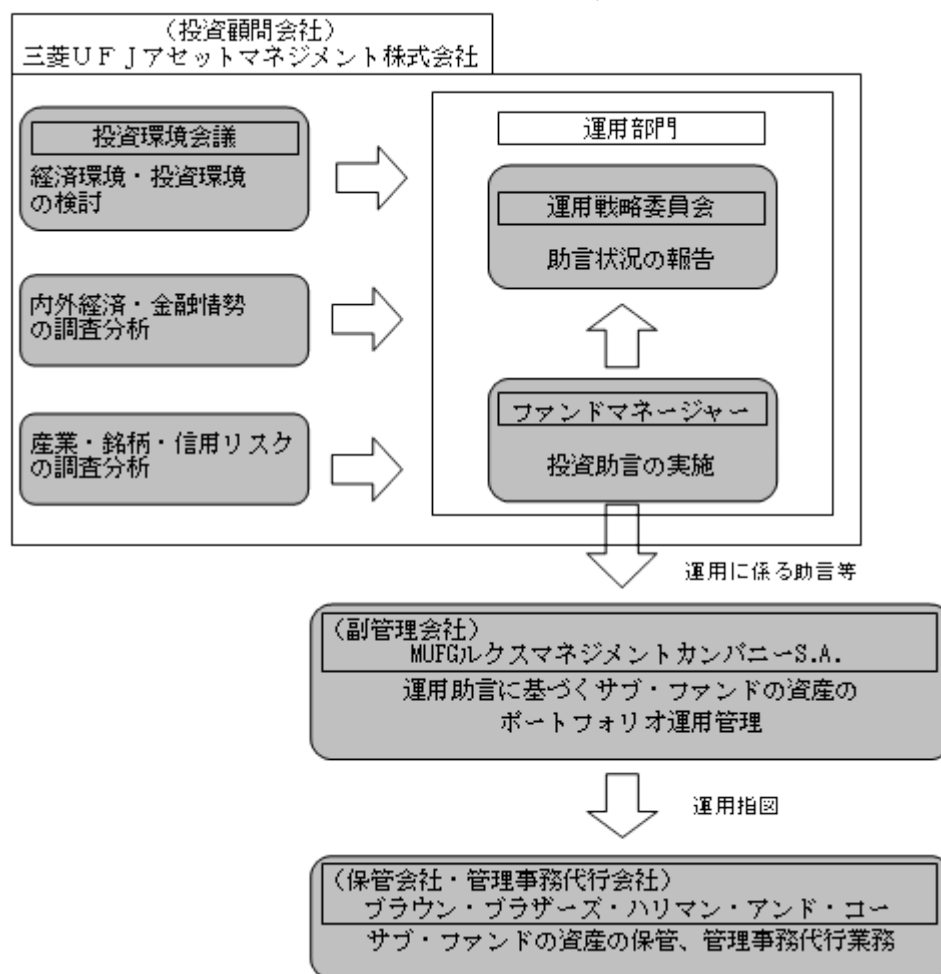 (投資顧問会社)
三菱UFJアセットマネジメント株式会社
投資環境会議
経済環境・投資環境
の検討
内外経済・金融情勢
の調査分析
産業・銘柄・信用リスク
の調査分析
運用部門
運用戦略委員会
助言状況の報告
ファンドマネージャー
投資助言の実施
運用に係る助言等
(副管理会社)
MUFGルクスマネジメントカンパニーS.A.
運用助言に基づくサブ・ファンドの資産の
ポートフォリオ運用管理
運用指図
(保管会社・管理事務代行会社)
ブラウン・ブラザーズ・ハリマン・アンド・コー
サブ・ファンドの資産の保管、管理事務代行業務